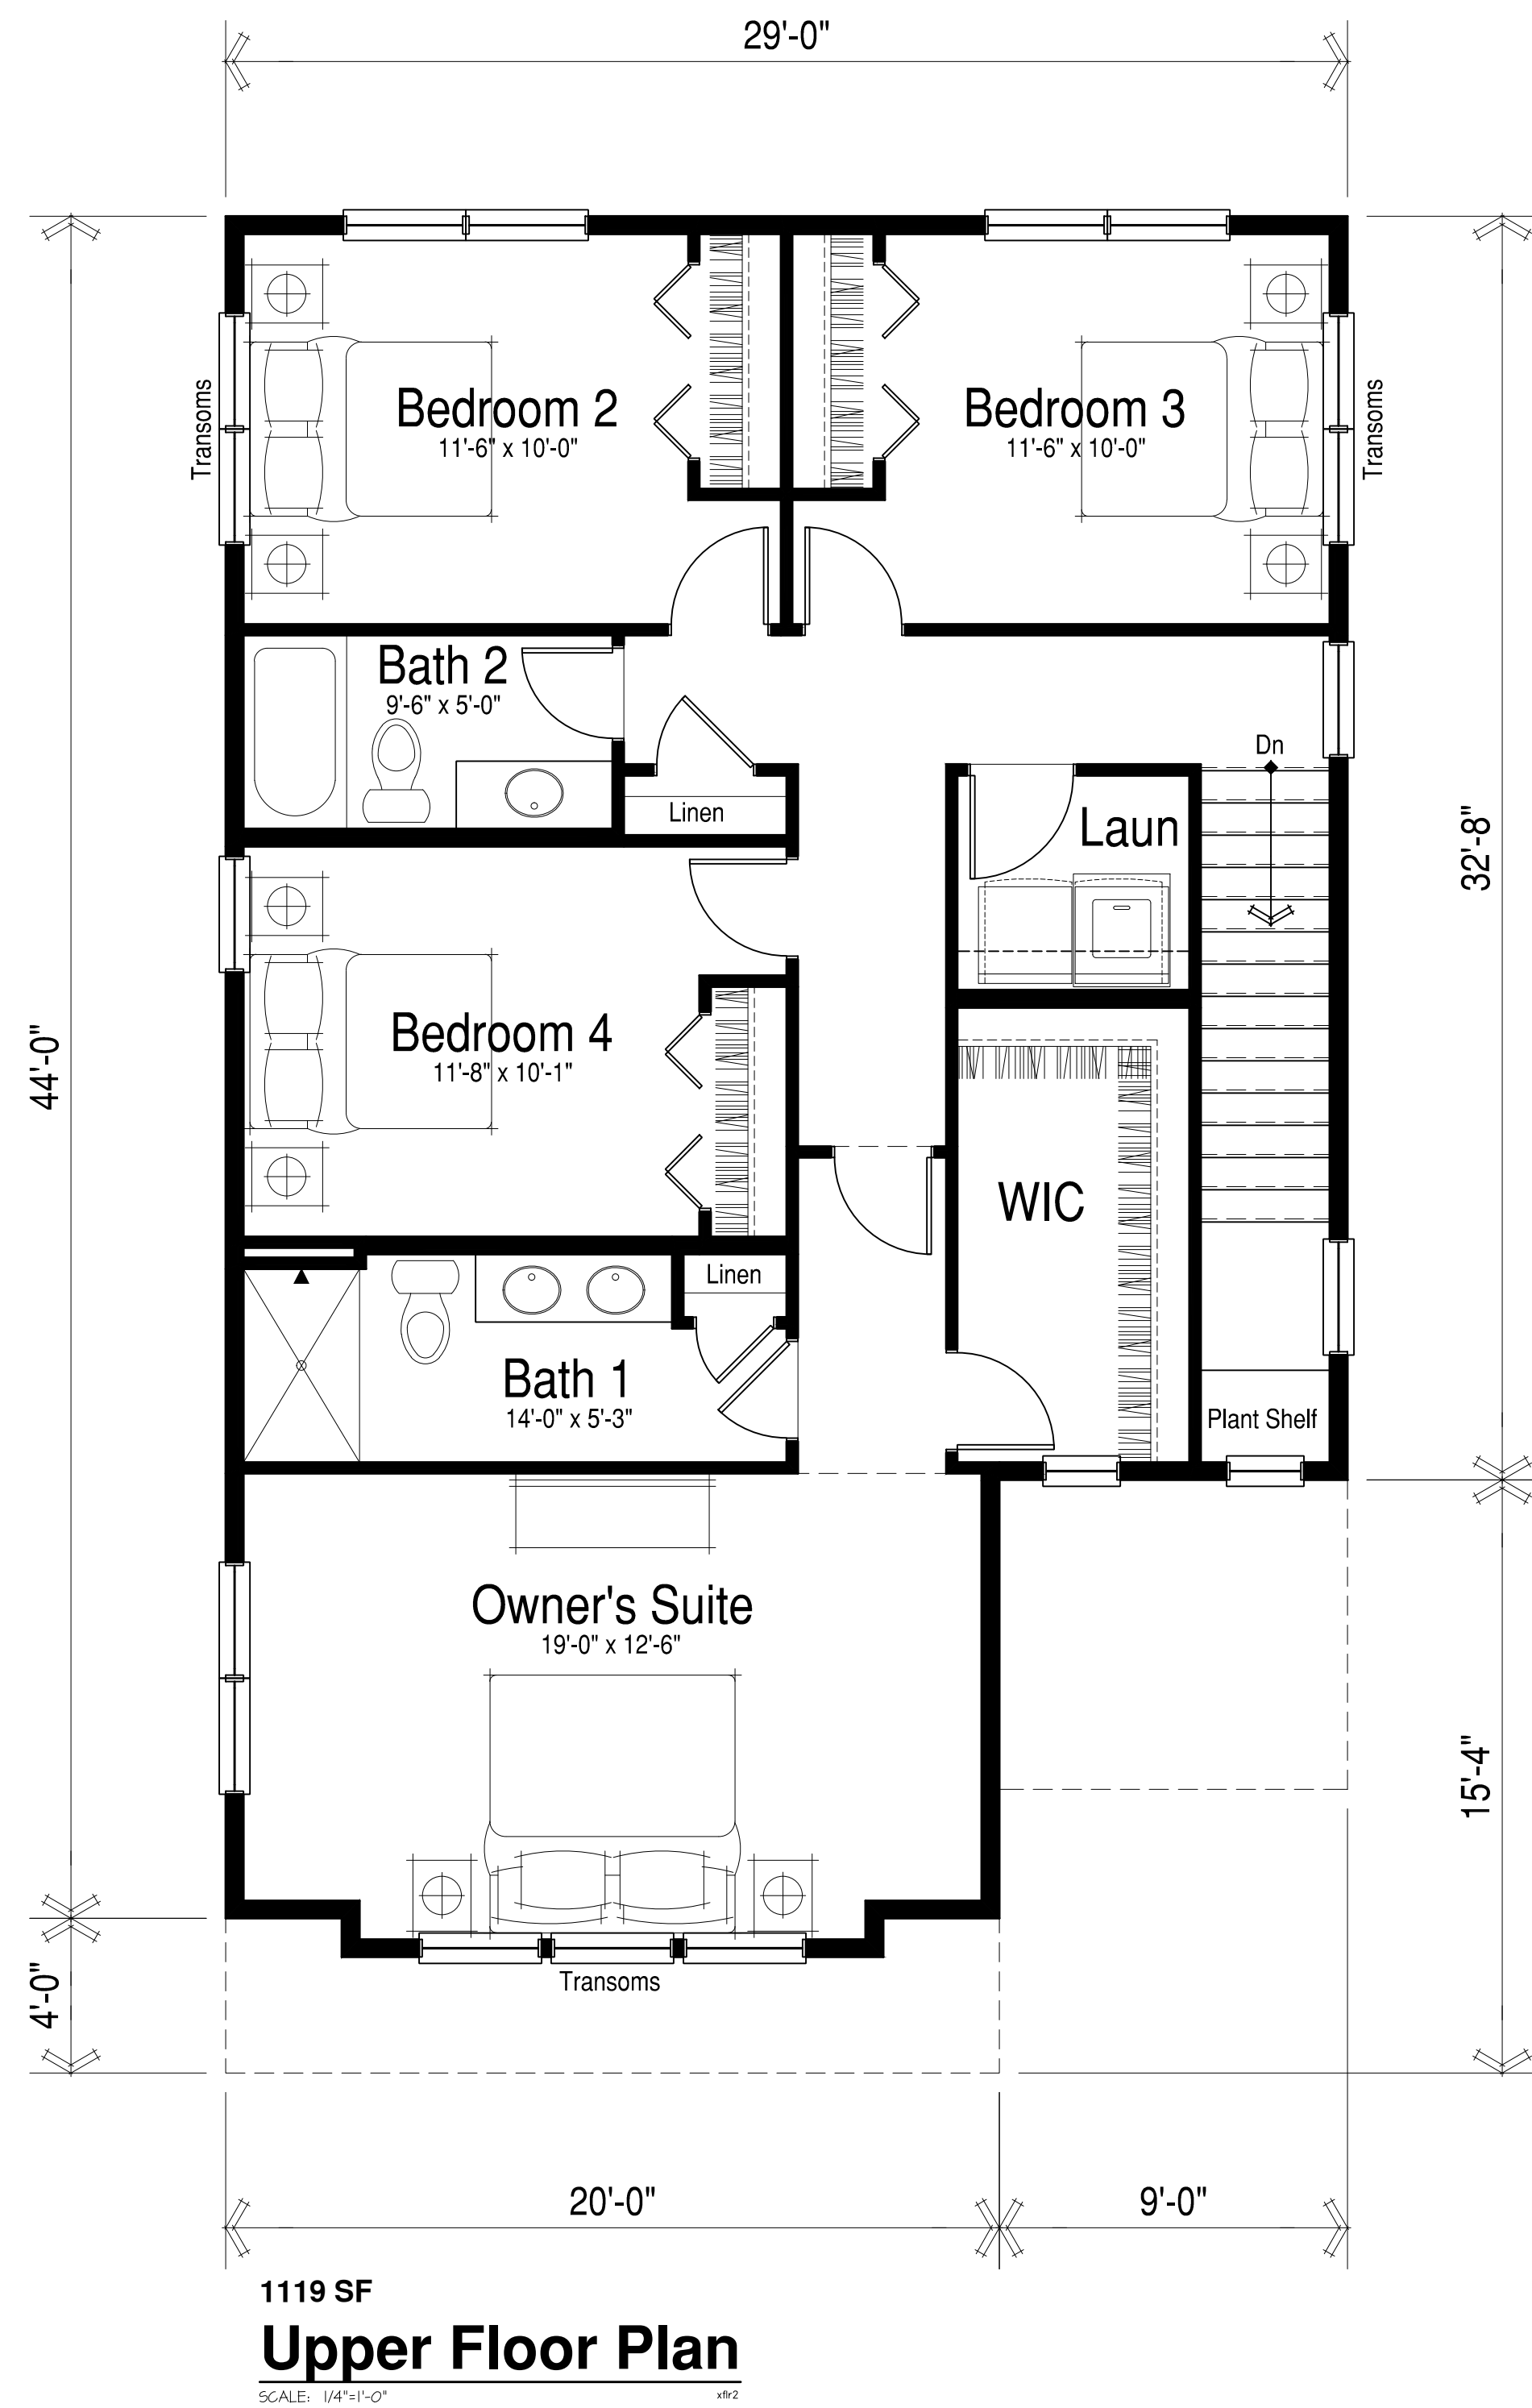 29'-0"
Bedroom 2
11'-6" x 10'-0"
Bedroom 3
11'-6" x 10'-0"
Transoms
Transoms
Bath 2
9'-6" x 5'-0"
Dn
Linen
Laun
32'-8"
44'-0"
Bedroom 4
11'-8" x 10'-1"
WIC
Linen
Bath 1
14'-0" x 5'-3"
Plant Shelf
Owner's Suite
19'-0" x 12'-6"
15'-4"
4'-0"
Transoms
20'-0"
9'-0"
1119 SF
Upper Floor Plan
SCALE: 1/4"=1'-0"
xflr2